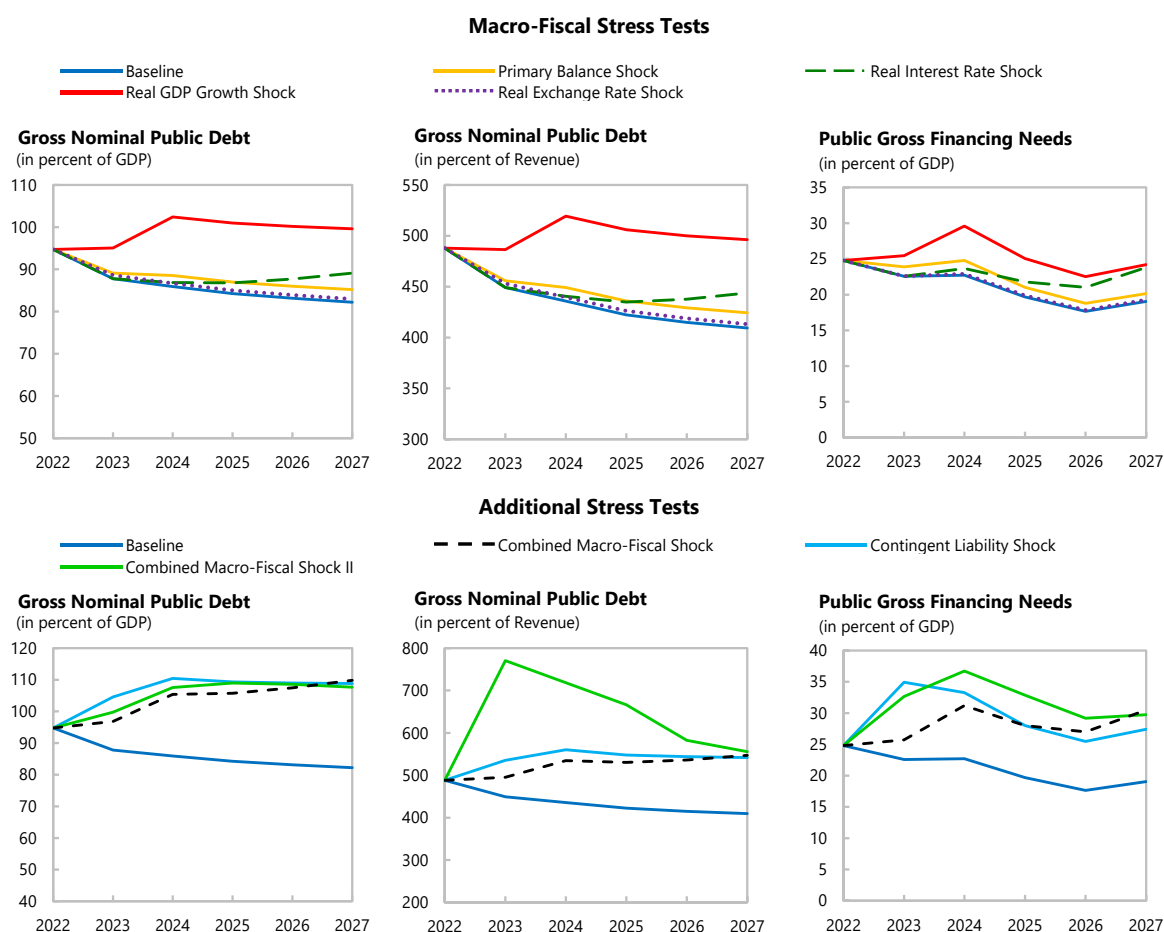 Macro-Fiscal Stress Tests
Baseline
Primary Balance Shock
Real Interest Rate Shock
Real GDP Growth Shock
Real Exchange Rate Shock
Gross Nominal Public Debt
(in percent of GDP)
110
100
90
80
70
60
50
2022 2023 2024 2025 2026 2027
Gross Nominal Public Debt
(in percent of Revenue)
550
500
450
400
350
300
2022 2023 2024 2025 2026 2027
Public Gross Financing Needs
(in percent of GDP)
35
30
25
20
15
10
5
0
2022 2023 2024 2025 2026 2027
Additional Stress Tests
Baseline
Combined Macro-Fiscal Shock
Contingent Liability Shock
Combined Macro-Fiscal Shock II
Gross Nominal Public Debt
(in percent of GDP)
120
110
100
90
80
70
60
50
40
2022 2023 2024 2025 2026 2027
Gross Nominal Public Debt
(in percent of Revenue)
800
700
600
500
400
300
200
2022 2023 2024 2025 2026 2027
Public Gross Financing Needs
(in percent of GDP)
40
35
30
25
20
15
10
5
0
2022 2023 2024 2025 2026 2027